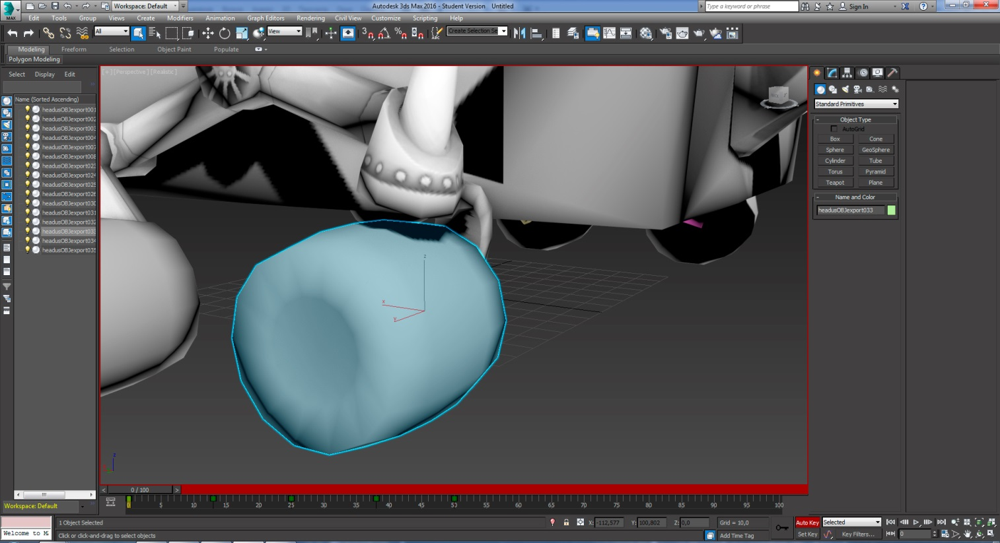 Workspace: Default
Autodesk 3ds Max 2016 - Student Version Untitled
Type a keyword or phrase
Sign In
MAX
Edit Tools Group Views Create Modifiers Animation Graph Editors Rendering Civil View Customize Scripting Help
All
View
Create Selection Se
Modeling Freeform Selection Object Paint Populate
Polygon Modeling
Select Display Edit
[+] [Perspective] [Realistic]
Name (Sorted Ascending)
headusOBJexport001
headusOBJexport002
headusOBJexport003
headusOBJexport004
headusOBJexport007
headusOBJexport008
headusOBJexport023
headusOBJexport024
headusOBJexport025
headusOBJexport026
headusOBJexport030
headusOBJexport031
headusOBJexport032
headusOBJexport033
headusOBJexport034
headusOBJexport035
Standard Primitives
- Object Type
AutoGrid
Box Cone
Sphere GeoSphere
Cylinder Tube
Torus Pyramid
Teapot Plane
- Name and Color
headusOBJexport033
z
x
Y
z
< 0 / 100 >
Workspace: Default
0 5 10 15 20 25 30 35 40 45 50 55 60 65 70 75 80 85 90 95 100
1 Object Selected
X: -112,577 Y: 100,802 Z: 0,0 Grid = 10,0
Auto Key Selected
Welcome to M
Click or click-and-drag to select objects
Add Time Tag
Set Key Key Filters... 0